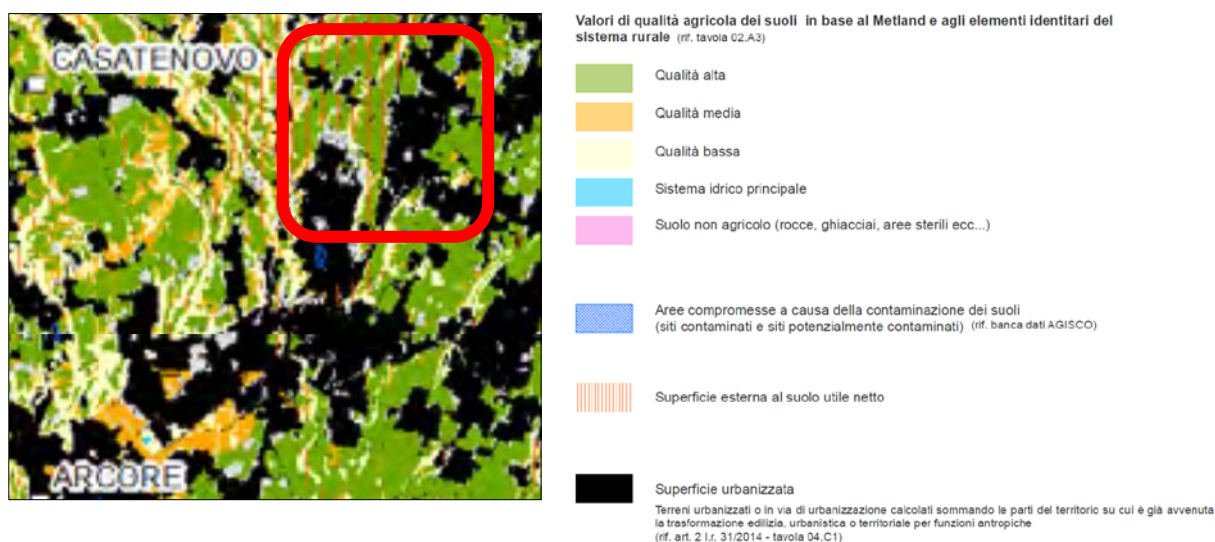 CASATENOVO
ARCORE
Valori di qualità agricola dei suoli in base al Metland e agli elementi identitari del
sistema rurale (rif. tavola 02.A3)
Qualità alta
Qualità media
Qualità bassa
Sistema idrico principale
Suolo non agricolo (rocce, ghiacciai, aree sterili ecc...)
Aree compromesse a causa della contaminazione dei suoli
(siti contaminati e siti potenzialmente contaminati) (rif. banca dati AGISCO)
Superficie esterna al suolo utile netto
Superficie urbanizzata
Terreni urbanizzati o in via di urbanizzazione calcolati sommando le parti del territorio su cui è già avvenuta
la trasformazione edilizia, urbanistica o territoriale per funzioni antropiche
(rif. art. 2 l.r. 31/2014 - tavola 04.C1)